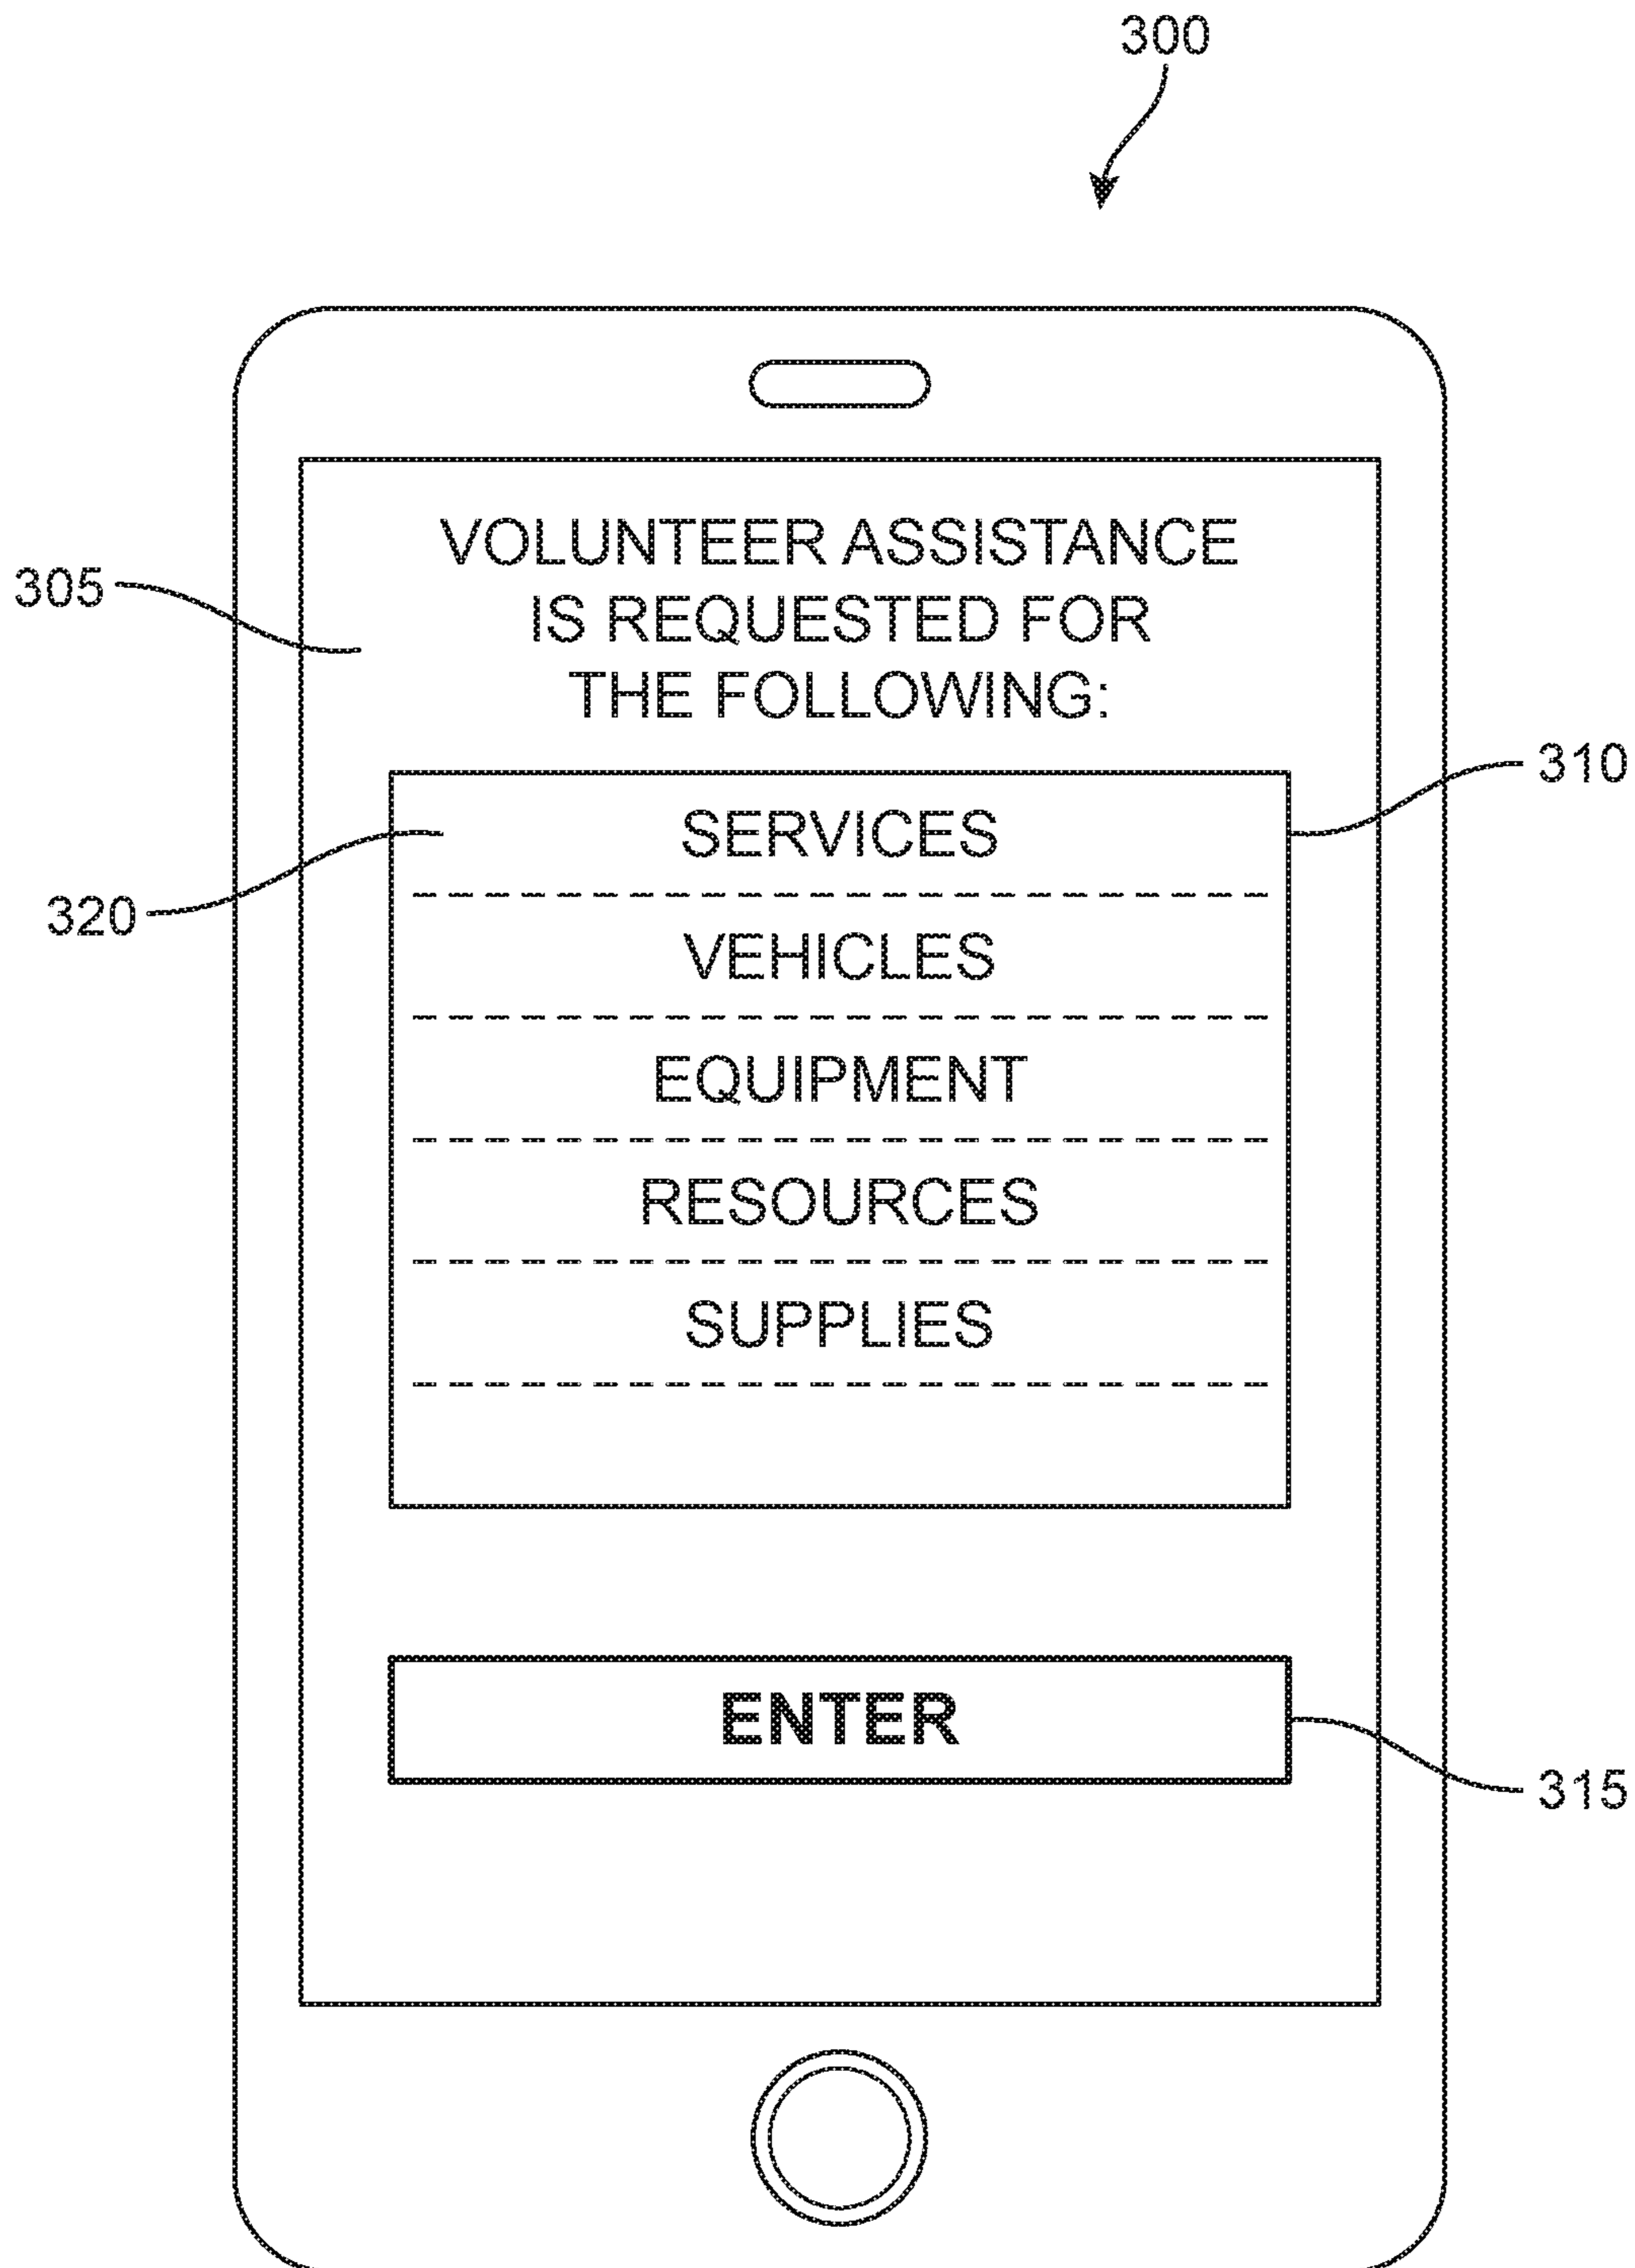 300
VOLUNTEER ASSISTANCE
IS REQUESTED FOR
THE FOLLOWING:
305
310
SERVICES
320
VEHICLES
EQUIPMENT
RESOURCES
SUPPLIES
ENTER
315